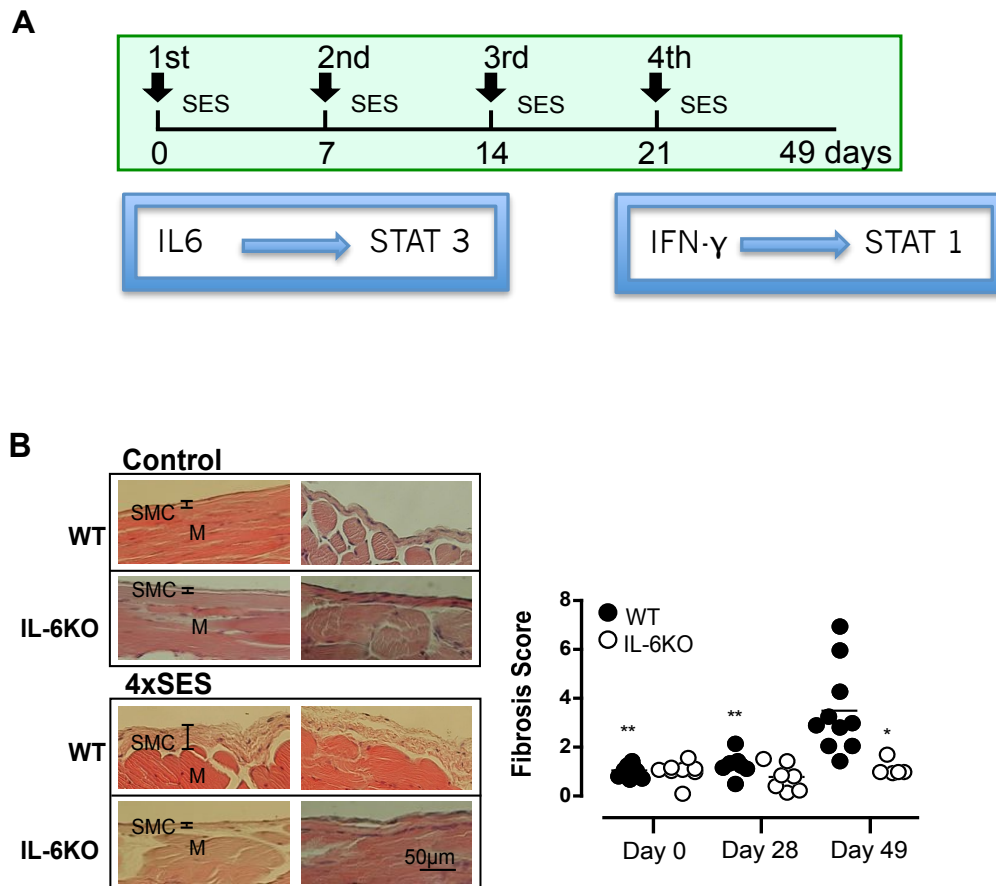 A
1st 2nd 3rd 4th
SES SES SES SES
0 7 14 21 49 days
IL6 STAT 3
IFN-γ STAT 1
B
Control
WT
SMC
M
IL-6KO
SMC
M
4xSES
WT
SMC
M
IL-6KO
SMC
M
50μm
Fibrosis Score
8
6
4
2
0
WT
IL-6KO
** ** *
Day 0 Day 28 Day 49